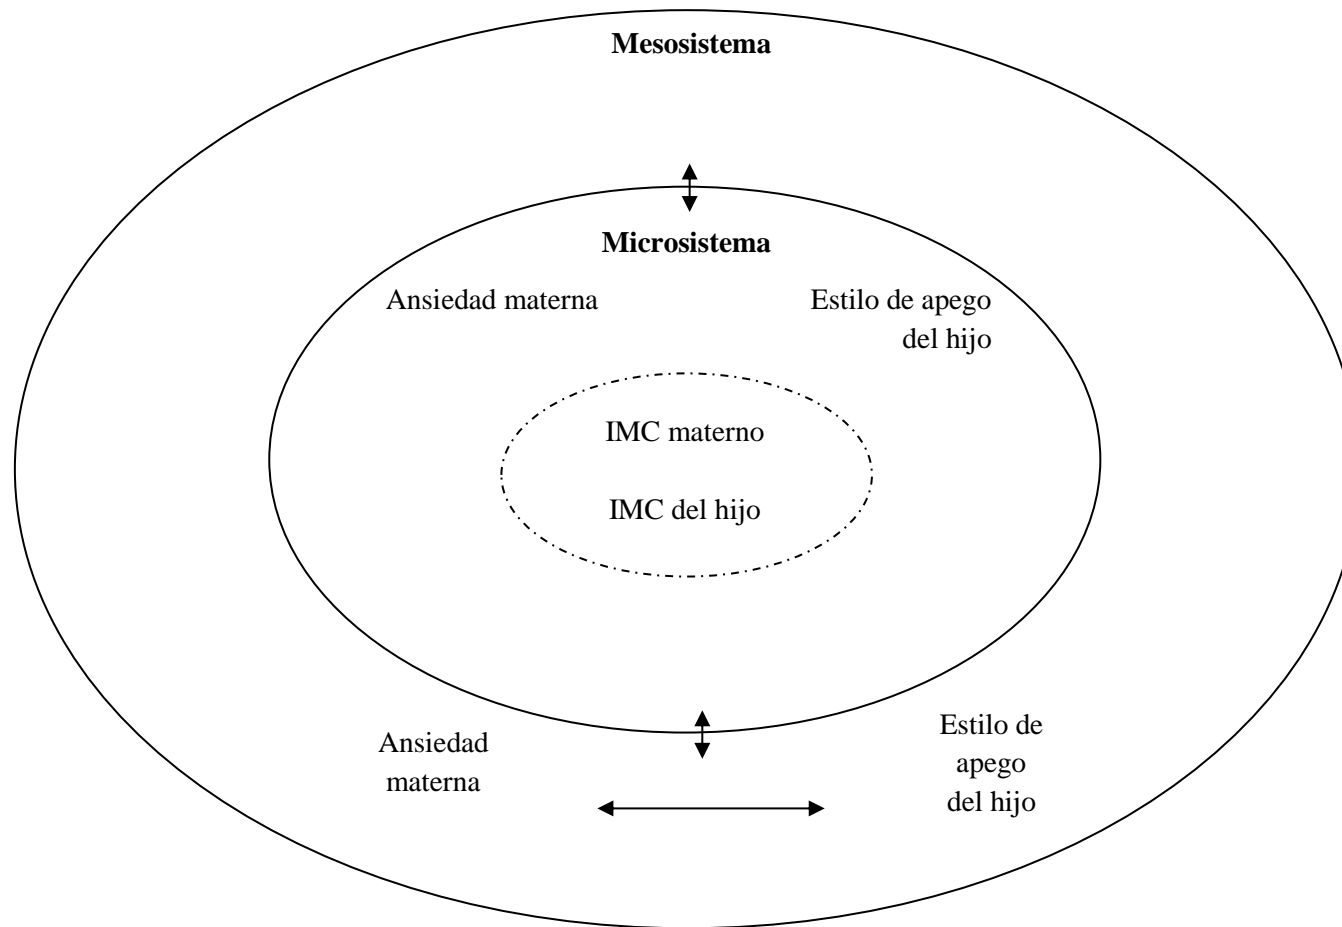 Mesosistema
Microsistema
Ansiedad materna
Estilo de apego
del hijo
IMC materno
IMC del hijo
Ansiedad
materna
Estilo de
apego
del hijo